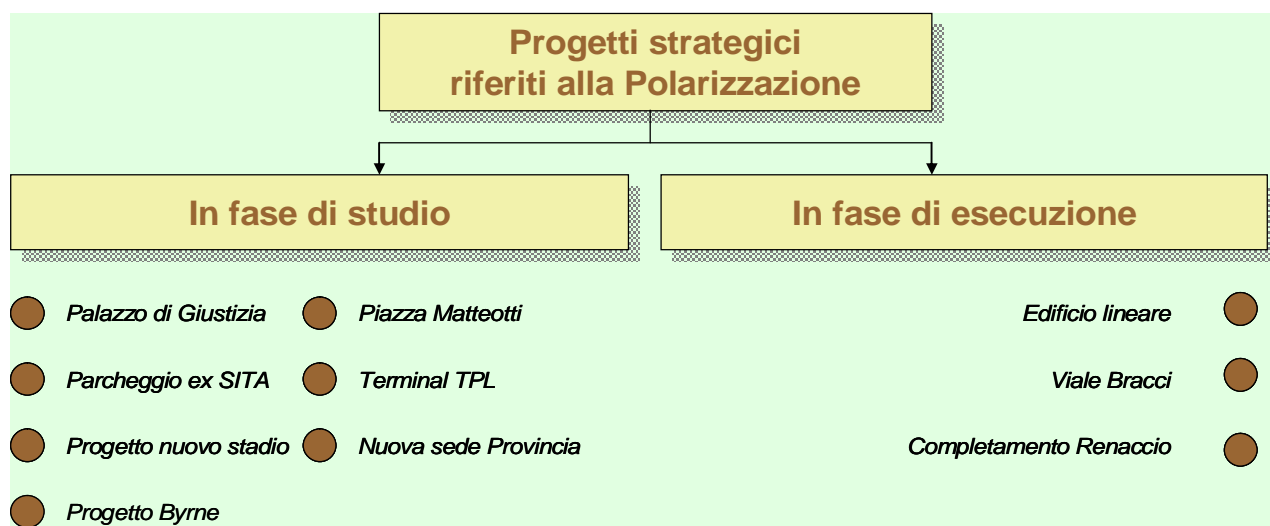 Progetti strategici
riferiti alla Polarizzazione
In fase di studio
In fase di esecuzione
Palazzo di Giustizia
Parcheggio ex SITA
Progetto nuovo stadio
Progetto Byrne
Piazza Matteotti
Terminal TPL
Nuova sede Provincia
Edificio lineare
Viale Bracci
Completamento Renaccio